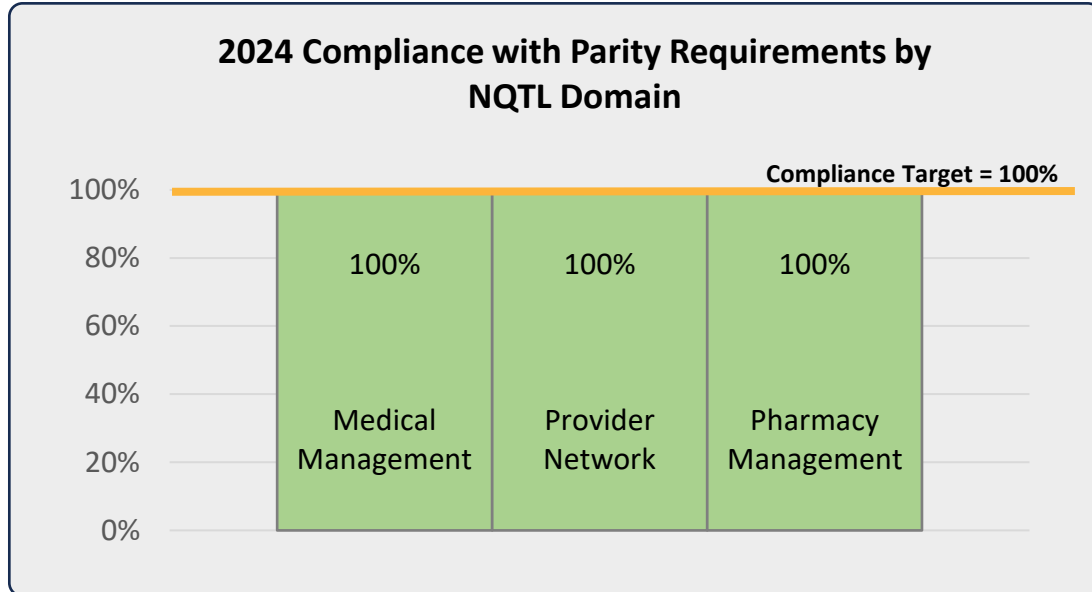 2024 Compliance with Parity Requirements by
NQTL Domain
Compliance Target = 100%
100%
80%
60%
40%
20%
0%
100%
100%
100%
Medical
Management
Provider
Network
Pharmacy
Management